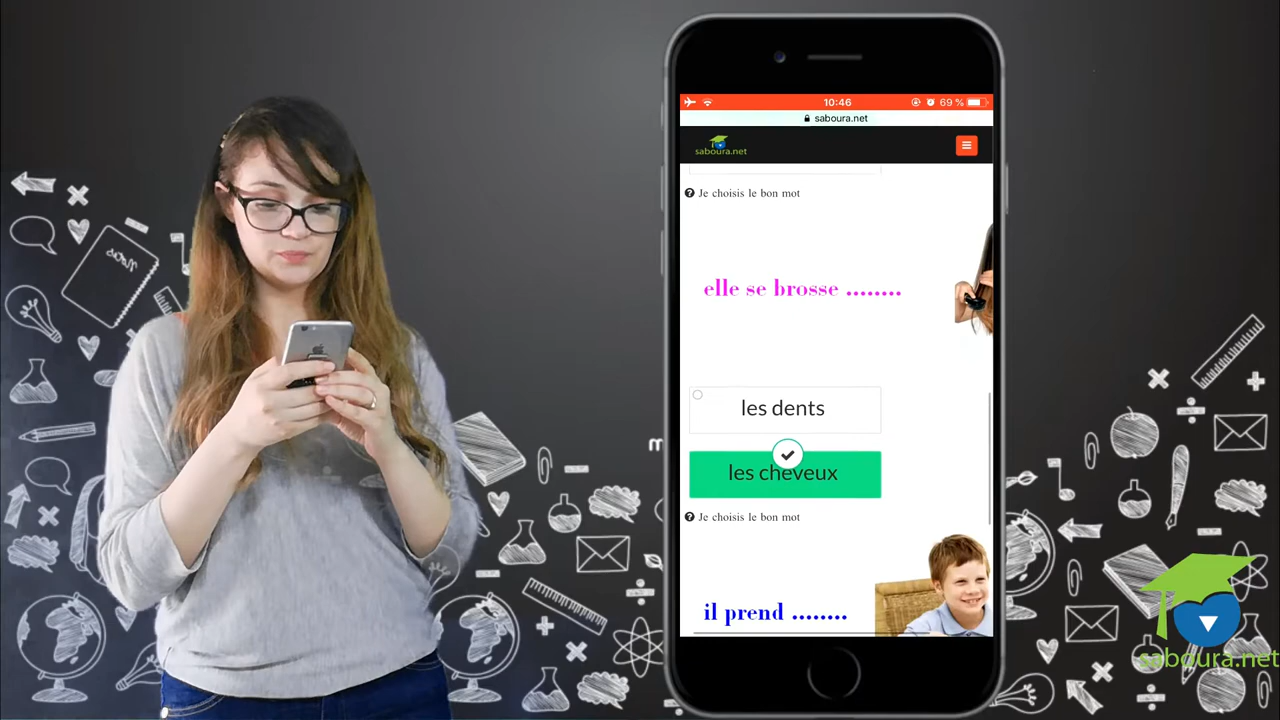 10:46
69 %
saboura.net
saboura.net
Je choisis le bon mot
elle se brosse ........
les dents
les cheveux
Je choisis le bon mot
il prend ........
saboura.net